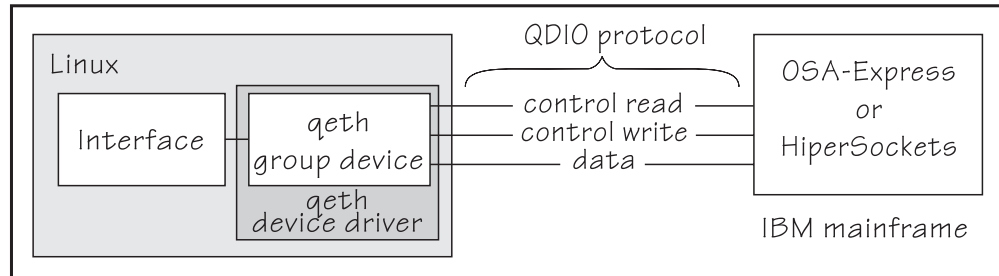 QDIO protocol
Linux
Interface
qeth
group device
qeth
device driver
control read
control write
data
OSA-Express
or
HiperSockets
IBM mainframe